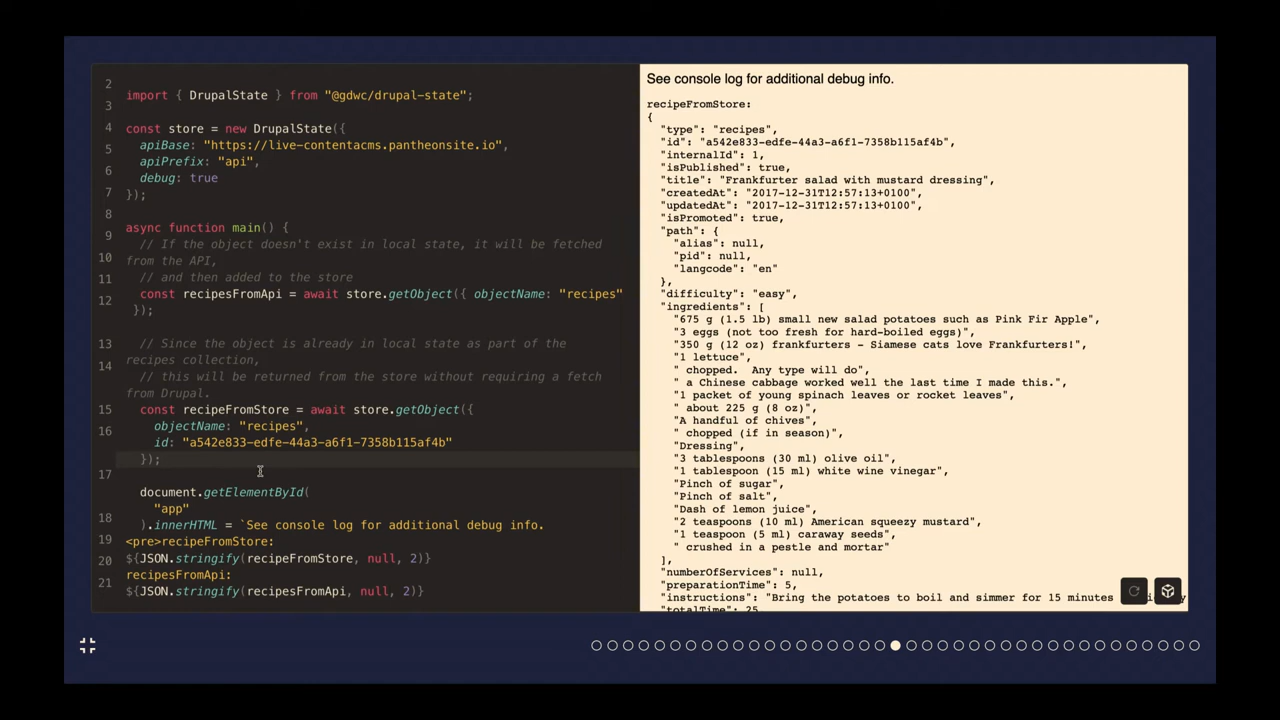 2
import { DrupalState } from "@gdwc/drupal-state";
3
4
const store = new DrupalState({
5
apiBase: "https://live-contentacms.pantheonsite.io",
apiPrefix: "api",
6
debug: true
7
});
8
async function main() {
9
// If the object doesn't exist in local state, it will be fetched
10
from the API,
11
// and then added to the store
12
const recipesFromApi = await store.getObject({ objectName: "recipes"
});
13
// Since the object is already in local state as part of the
recipes collection,
14
// this will be returned from the store without requiring a fetch
from Drupal.
15
const recipeFromStore = await store.getObject({
16
objectName: "recipes",
id: "a542e833-edfe-44a3-a6f1-7358b115af4b"
});
17
document.getElementById(
"app"
18
).innerHTML = `See console log for additional debug info.
19
<pre>recipeFromStore:
20
${JSON.stringify(recipeFromStore, null, 2)}
recipesFromApi:
21
${JSON.stringify(recipesFromApi, null, 2)}
See console log for additional debug info.
recipeFromStore:
{
"type": "recipes",
"id": "a542e833-edfe-44a3-a6f1-7358b115af4b",
"internalId": 1,
"isPublished": true,
"title": "Frankfurter salad with mustard dressing",
"createdAt": "2017-12-31T12:57:13+0100",
"updatedAt": "2017-12-31T12:57:13+0100",
"isPromoted": true,
"path": {
"alias": null,
"pid": null,
"langcode": "en"
},
"difficulty": "easy",
"ingredients": [
"675 g (1.5 lb) small new salad potatoes such as Pink Fir Apple",
"3 eggs (not too fresh for hard-boiled eggs)",
"350 g (12 oz) frankfurters - Siamese cats love Frankfurters!",
"1 lettuce",
" chopped.  Any type will do",
" a Chinese cabbage worked well the last time I made this.",
"1 packet of young spinach leaves or rocket leaves",
" about 225 g (8 oz)",
"A handful of chives",
" chopped (if in season)",
"Dressing",
"3 tablespoons (30 ml) olive oil",
"1 tablespoon (15 ml) white wine vinegar",
"Pinch of sugar",
"Pinch of salt",
"Dash of lemon juice",
"2 teaspoons (10 ml) American squeezy mustard",
"1 teaspoon (5 ml) caraway seeds",
" crushed in a pestle and mortar"
],
"numberOfServices": null,
"preparationTime": 5,
"instructions": "Bring the potatoes to boil and simmer for 15 minutes
"totalTime": 25,